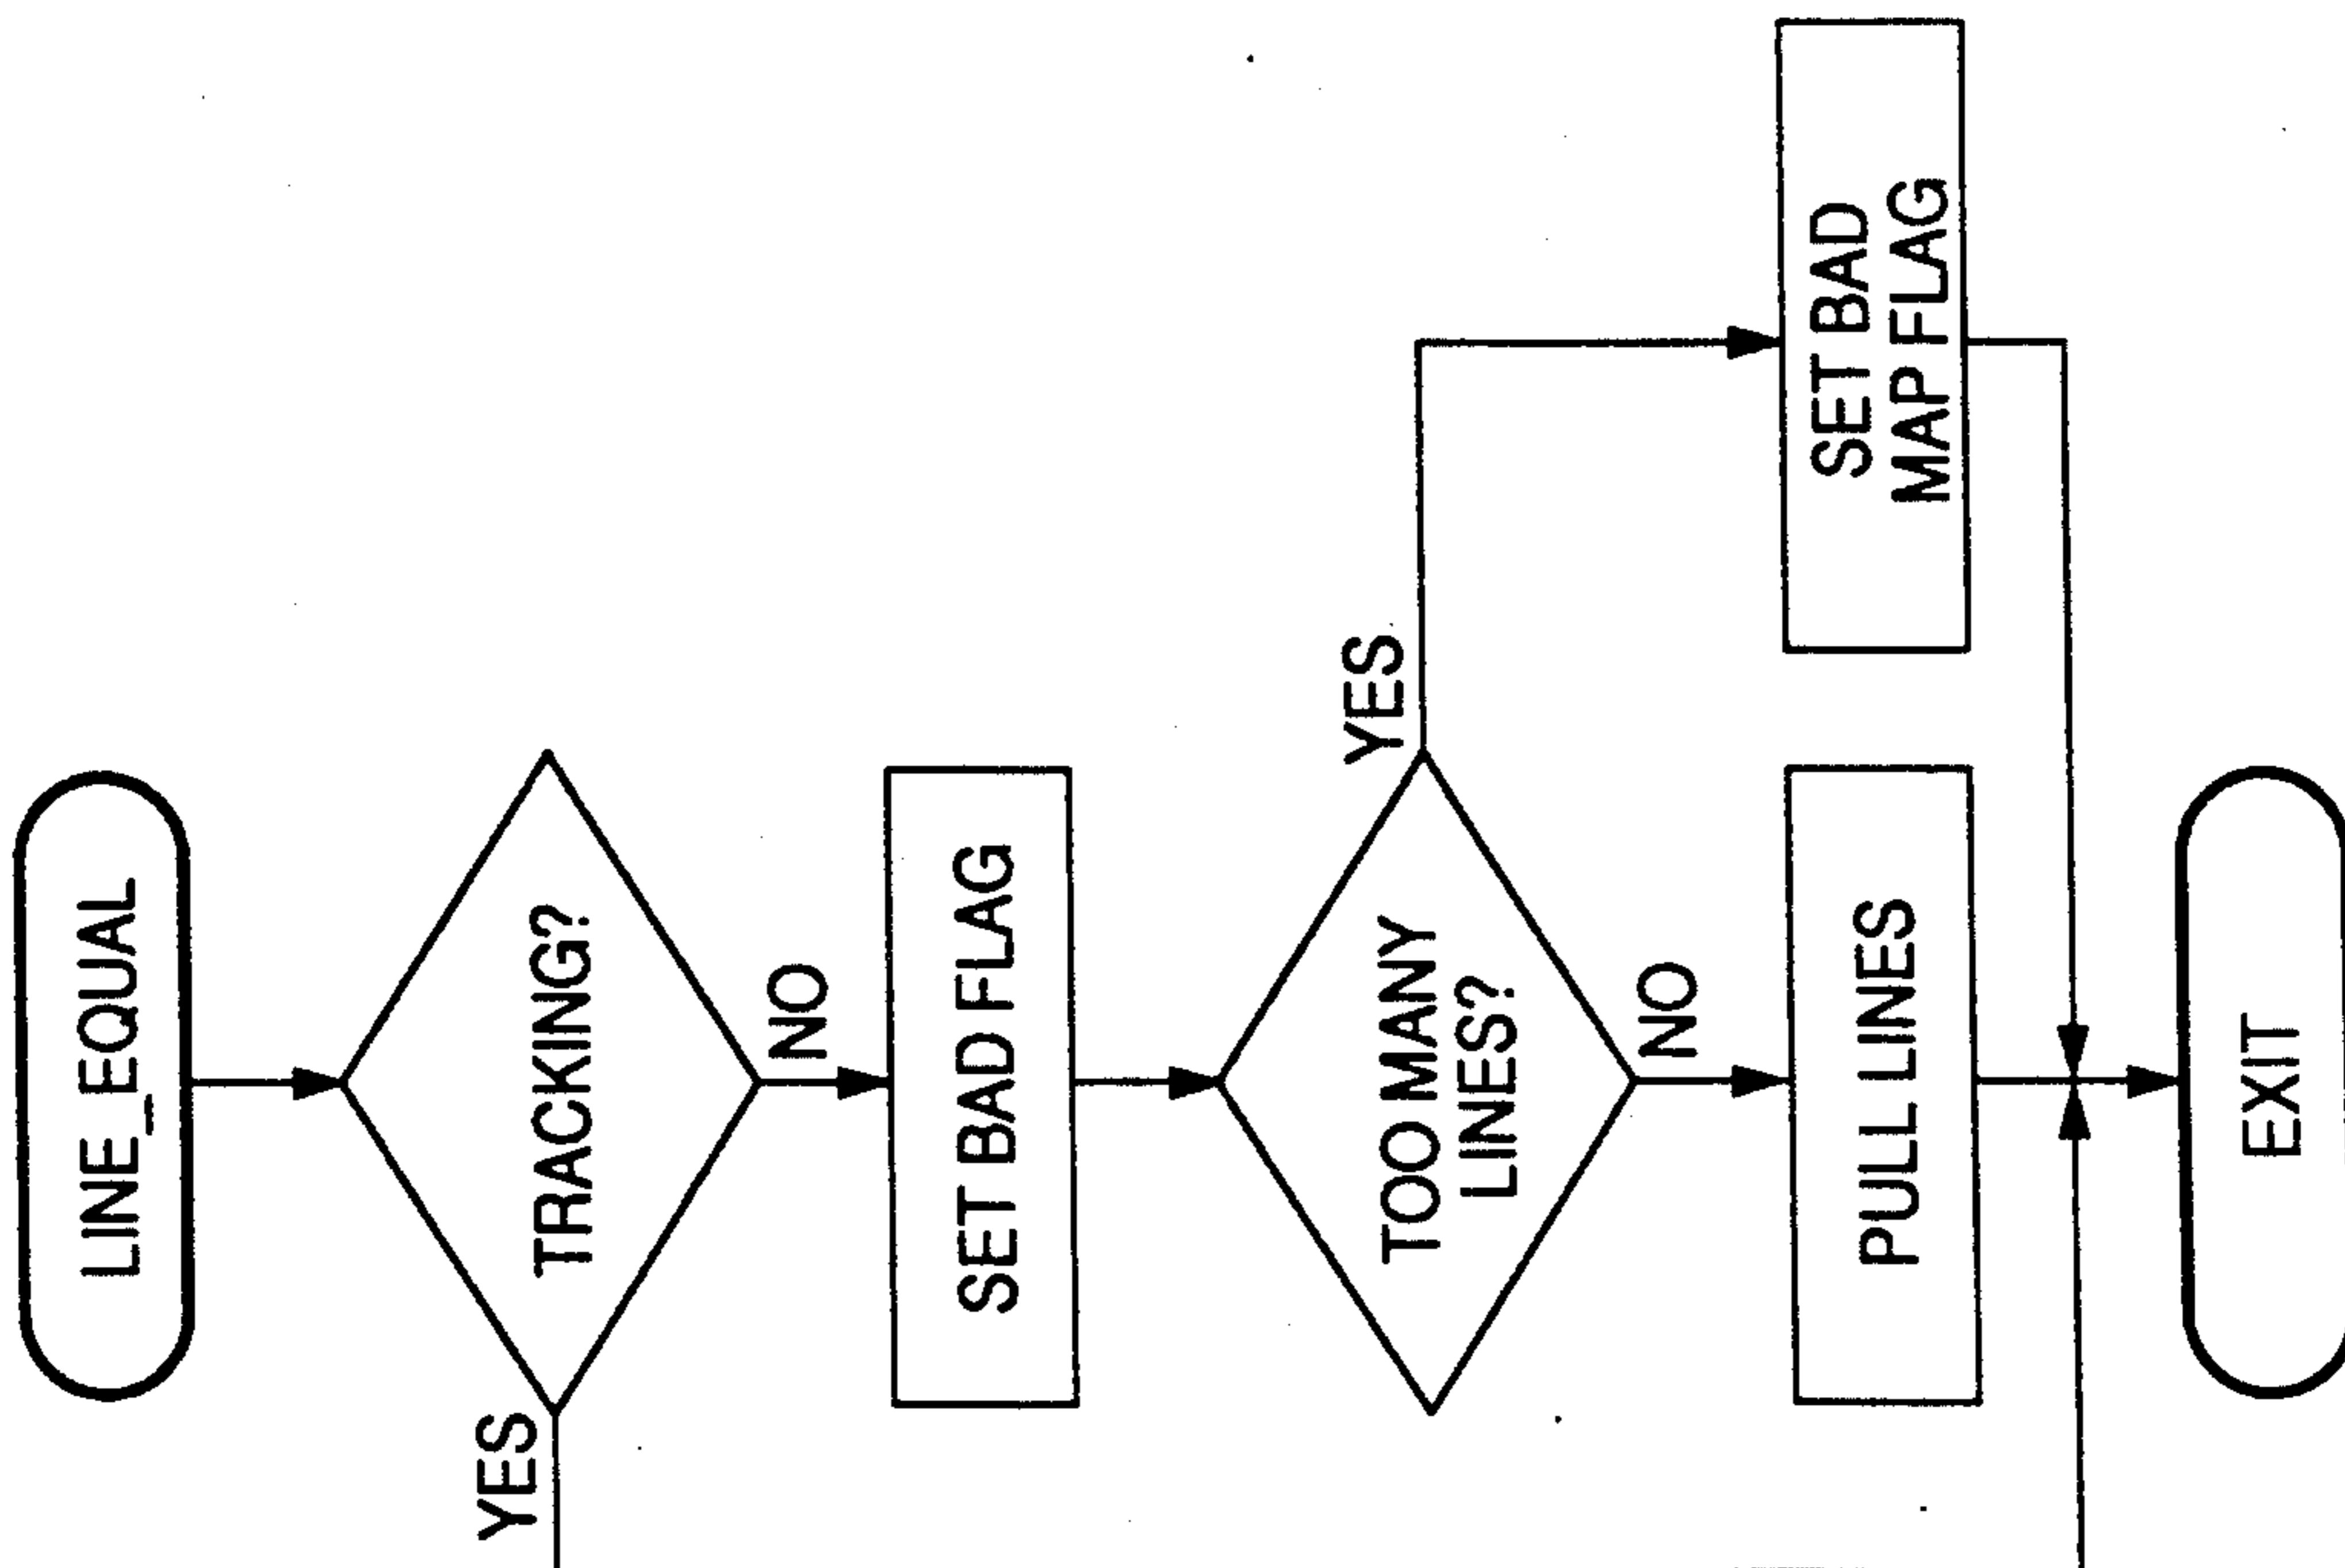 LINE_EQUAL
TRACKING?
YES
NO
SET BAD FLAG
TOO MANY
LINES?
YES
NO
PULL LINES
SET BAD
MAP FLAG
EXIT